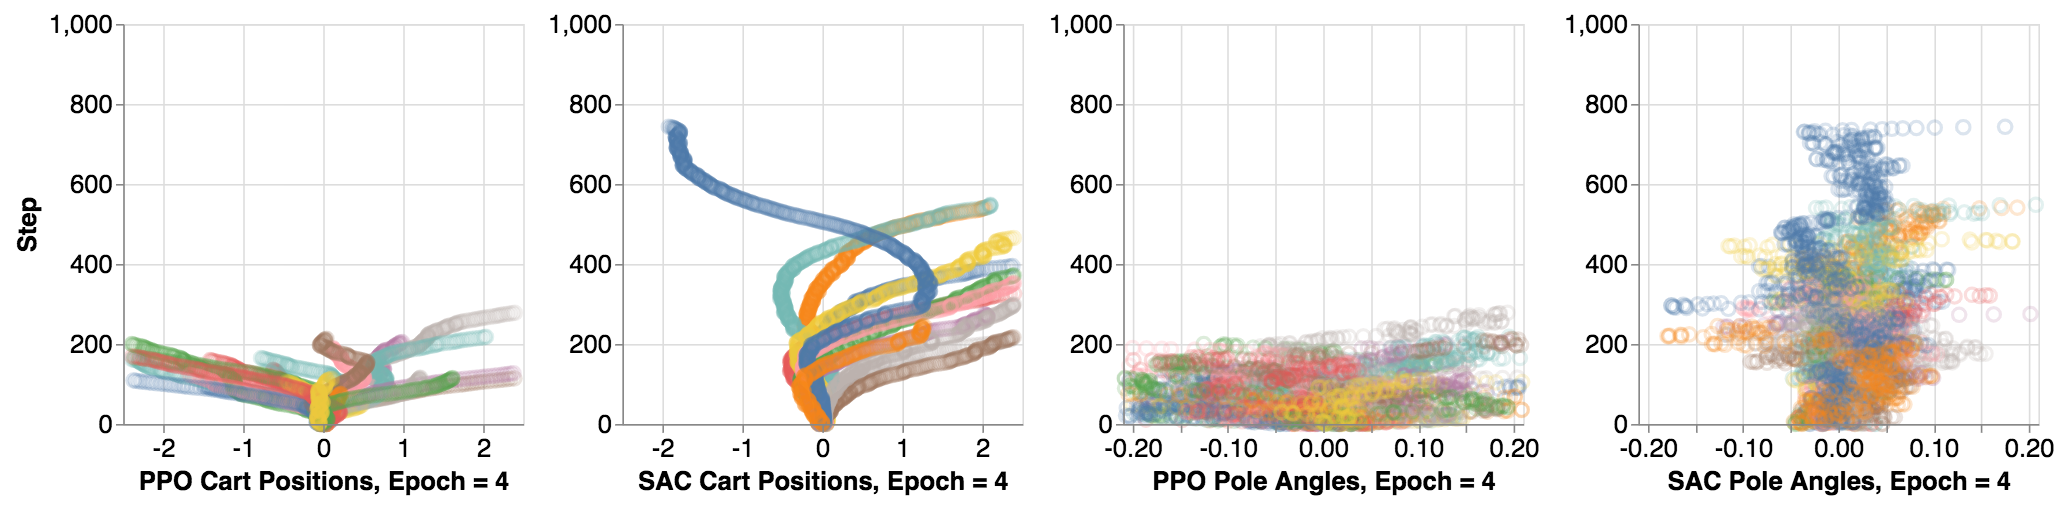 1,000
800
600
400
200
0
Step
-2 -1 0 1 2
PPO Cart Positions, Epoch = 4
1,000
800
600
400
200
0
-2 -1 0 1 2
SAC Cart Positions, Epoch = 4
1,000
800
600
400
200
0
-0.20 -0.10 0.00 0.10 0.20
PPO Pole Angles, Epoch = 4
1,000
800
600
400
200
0
-0.20 -0.10 0.00 0.10 0.20
SAC Pole Angles, Epoch = 4